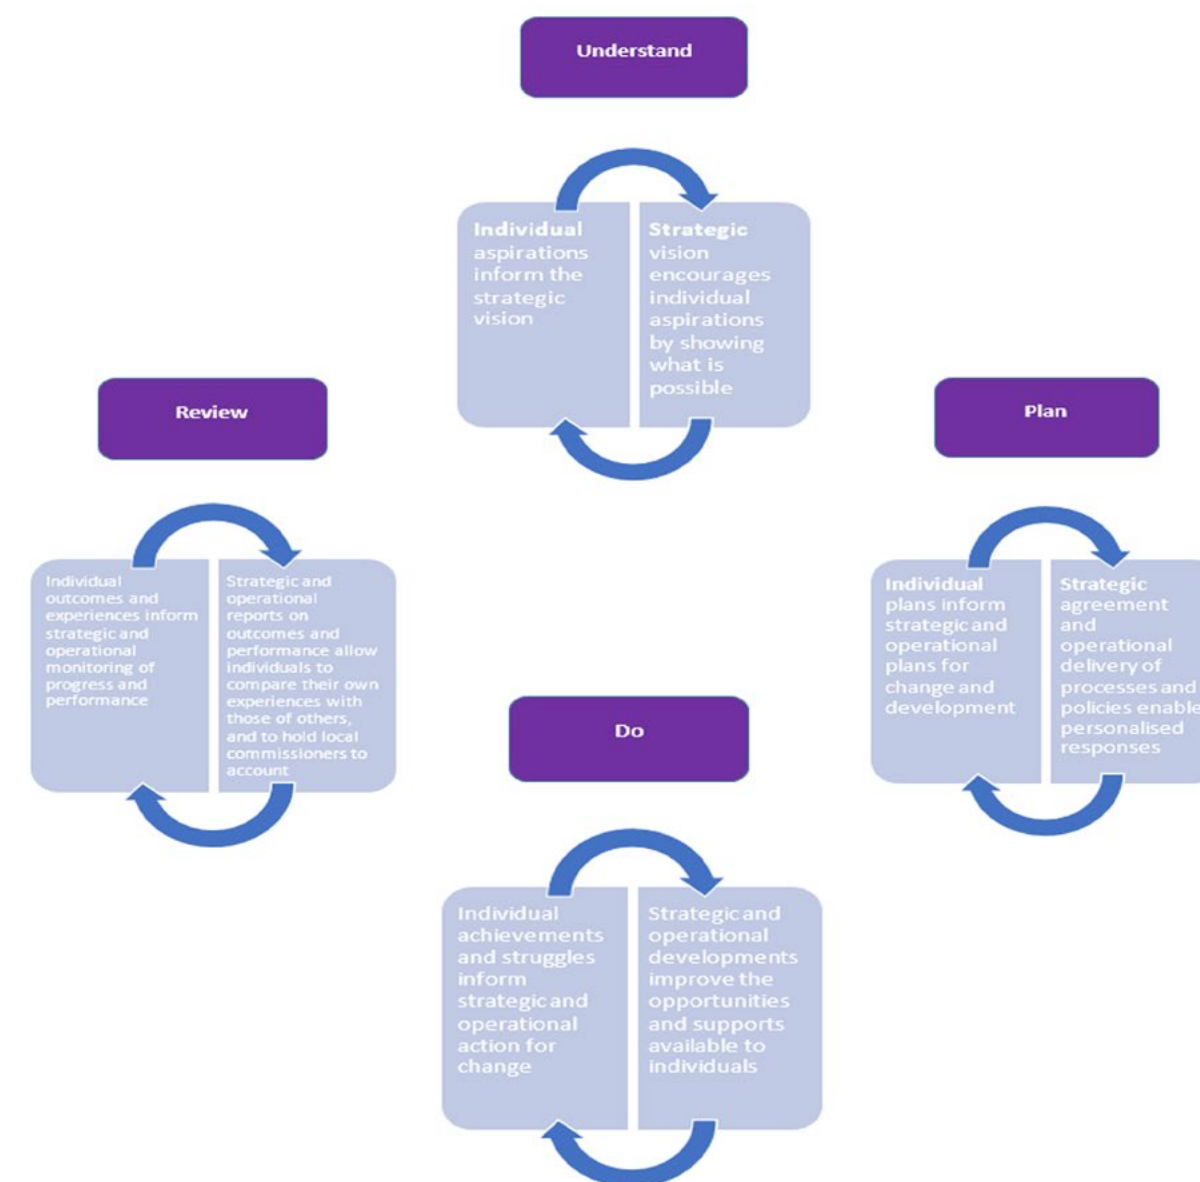 Understand
Individual
aspirations
inform the
strategic
vision
Strategic
vision
encourages
individual
aspirations
by showing
what is
possible
Review
Individual
outcomes and
experiences inform
strategic and
operational
monitoring of
progress and
performance
Strategic and
operational
reports on
outcomes and
performance allow
individuals to
compare their own
experiences with
those of others,
and to hold local
commissioners to
account
Plan
Individual
plans inform
strategic and
operational
plans for
change and
development
Strategic
agreement
and
operational
delivery of
processes and
policies enable
personalised
responses
Do
Individual
achievements
and struggles
inform
strategic and
operational
action for
change
Strategic and
operational
developments
improve the
opportunities
and supports
available to
individuals